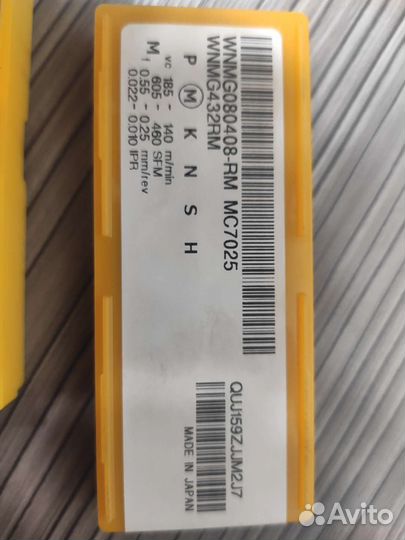 WNMG080408-RM MC7025
WNMG432RM
P M K N S H
vc 185 - 140 m/min
M 605 - 460 SFM
f 0.55 - 0.25 mm/rev
0.022 - 0.010 IPR
QUJ159ZJJM2J7
MADE IN JAPAN
Avito